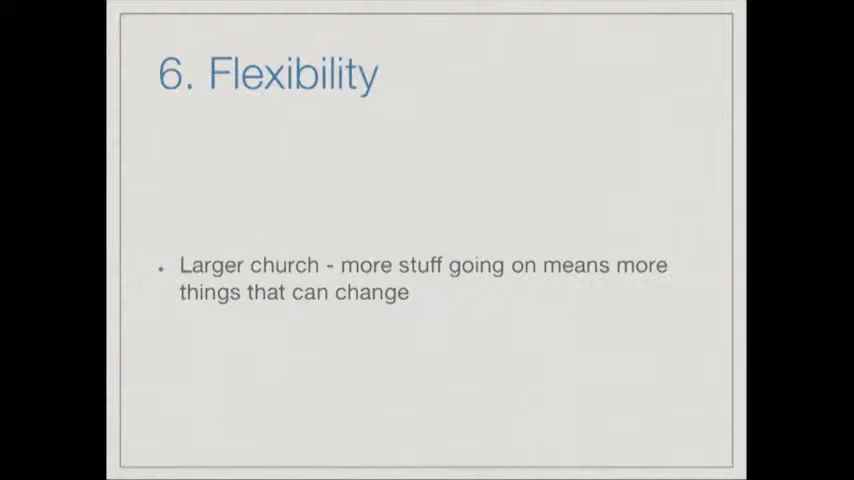 6. Flexibility
• Larger church - more stuff going on means more
things that can change